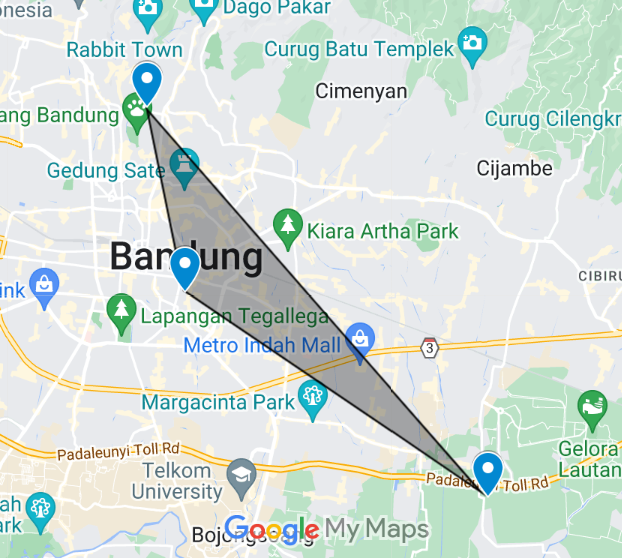 onesia
Dago Pakar
Rabbit Town
Curug Batu Templek
Cimenyan
ang Bandung
Curug Cilengkr
Gedung Sate
Cijambe
Kiara Artha Park
Bandung
CIBIRU
ink
Lapangan Tegallega
Metro Indah Mall
3
Margacinta Park
Gelora
Lautan
Padaleunyi Toll Rd
Telkom
University
Padaleunyi Toll Rd
ah
Park
Google My Maps